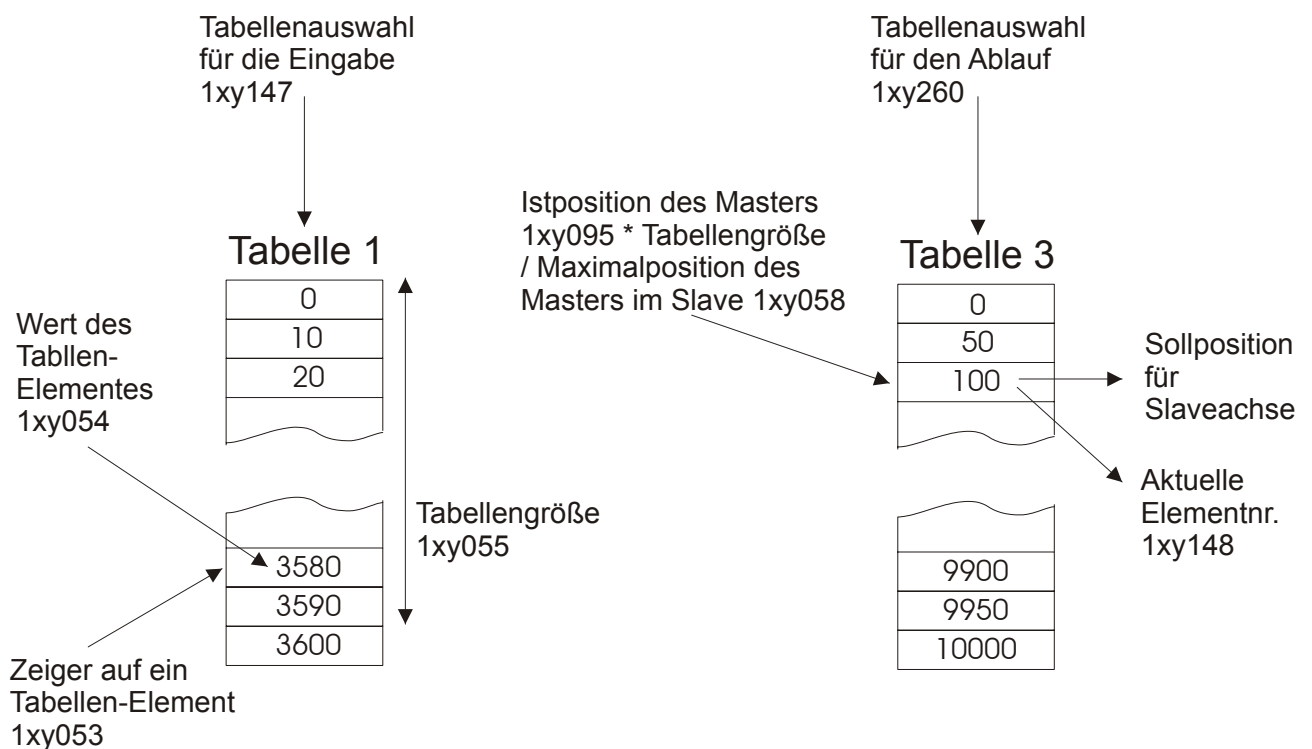 Tabellenauswahl
für die Eingabe
1xy147
Tabellenauswahl
für den Ablauf
1xy260
Istposition des Masters
1xy095 * Tabellengröße
/ Maximalposition des
Masters im Slave 1xy058
Tabelle 1
0
10
20
3580
3590
3600
Wert des
Tabllen-
Elementes
1xy054
Tabellengröße
1xy055
Zeiger auf ein
Tabellen-Element
1xy053
Tabelle 3
0
50
100
9900
9950
10000
Sollposition
für
Slaveachse
Aktuelle
Elementnr.
1xy148